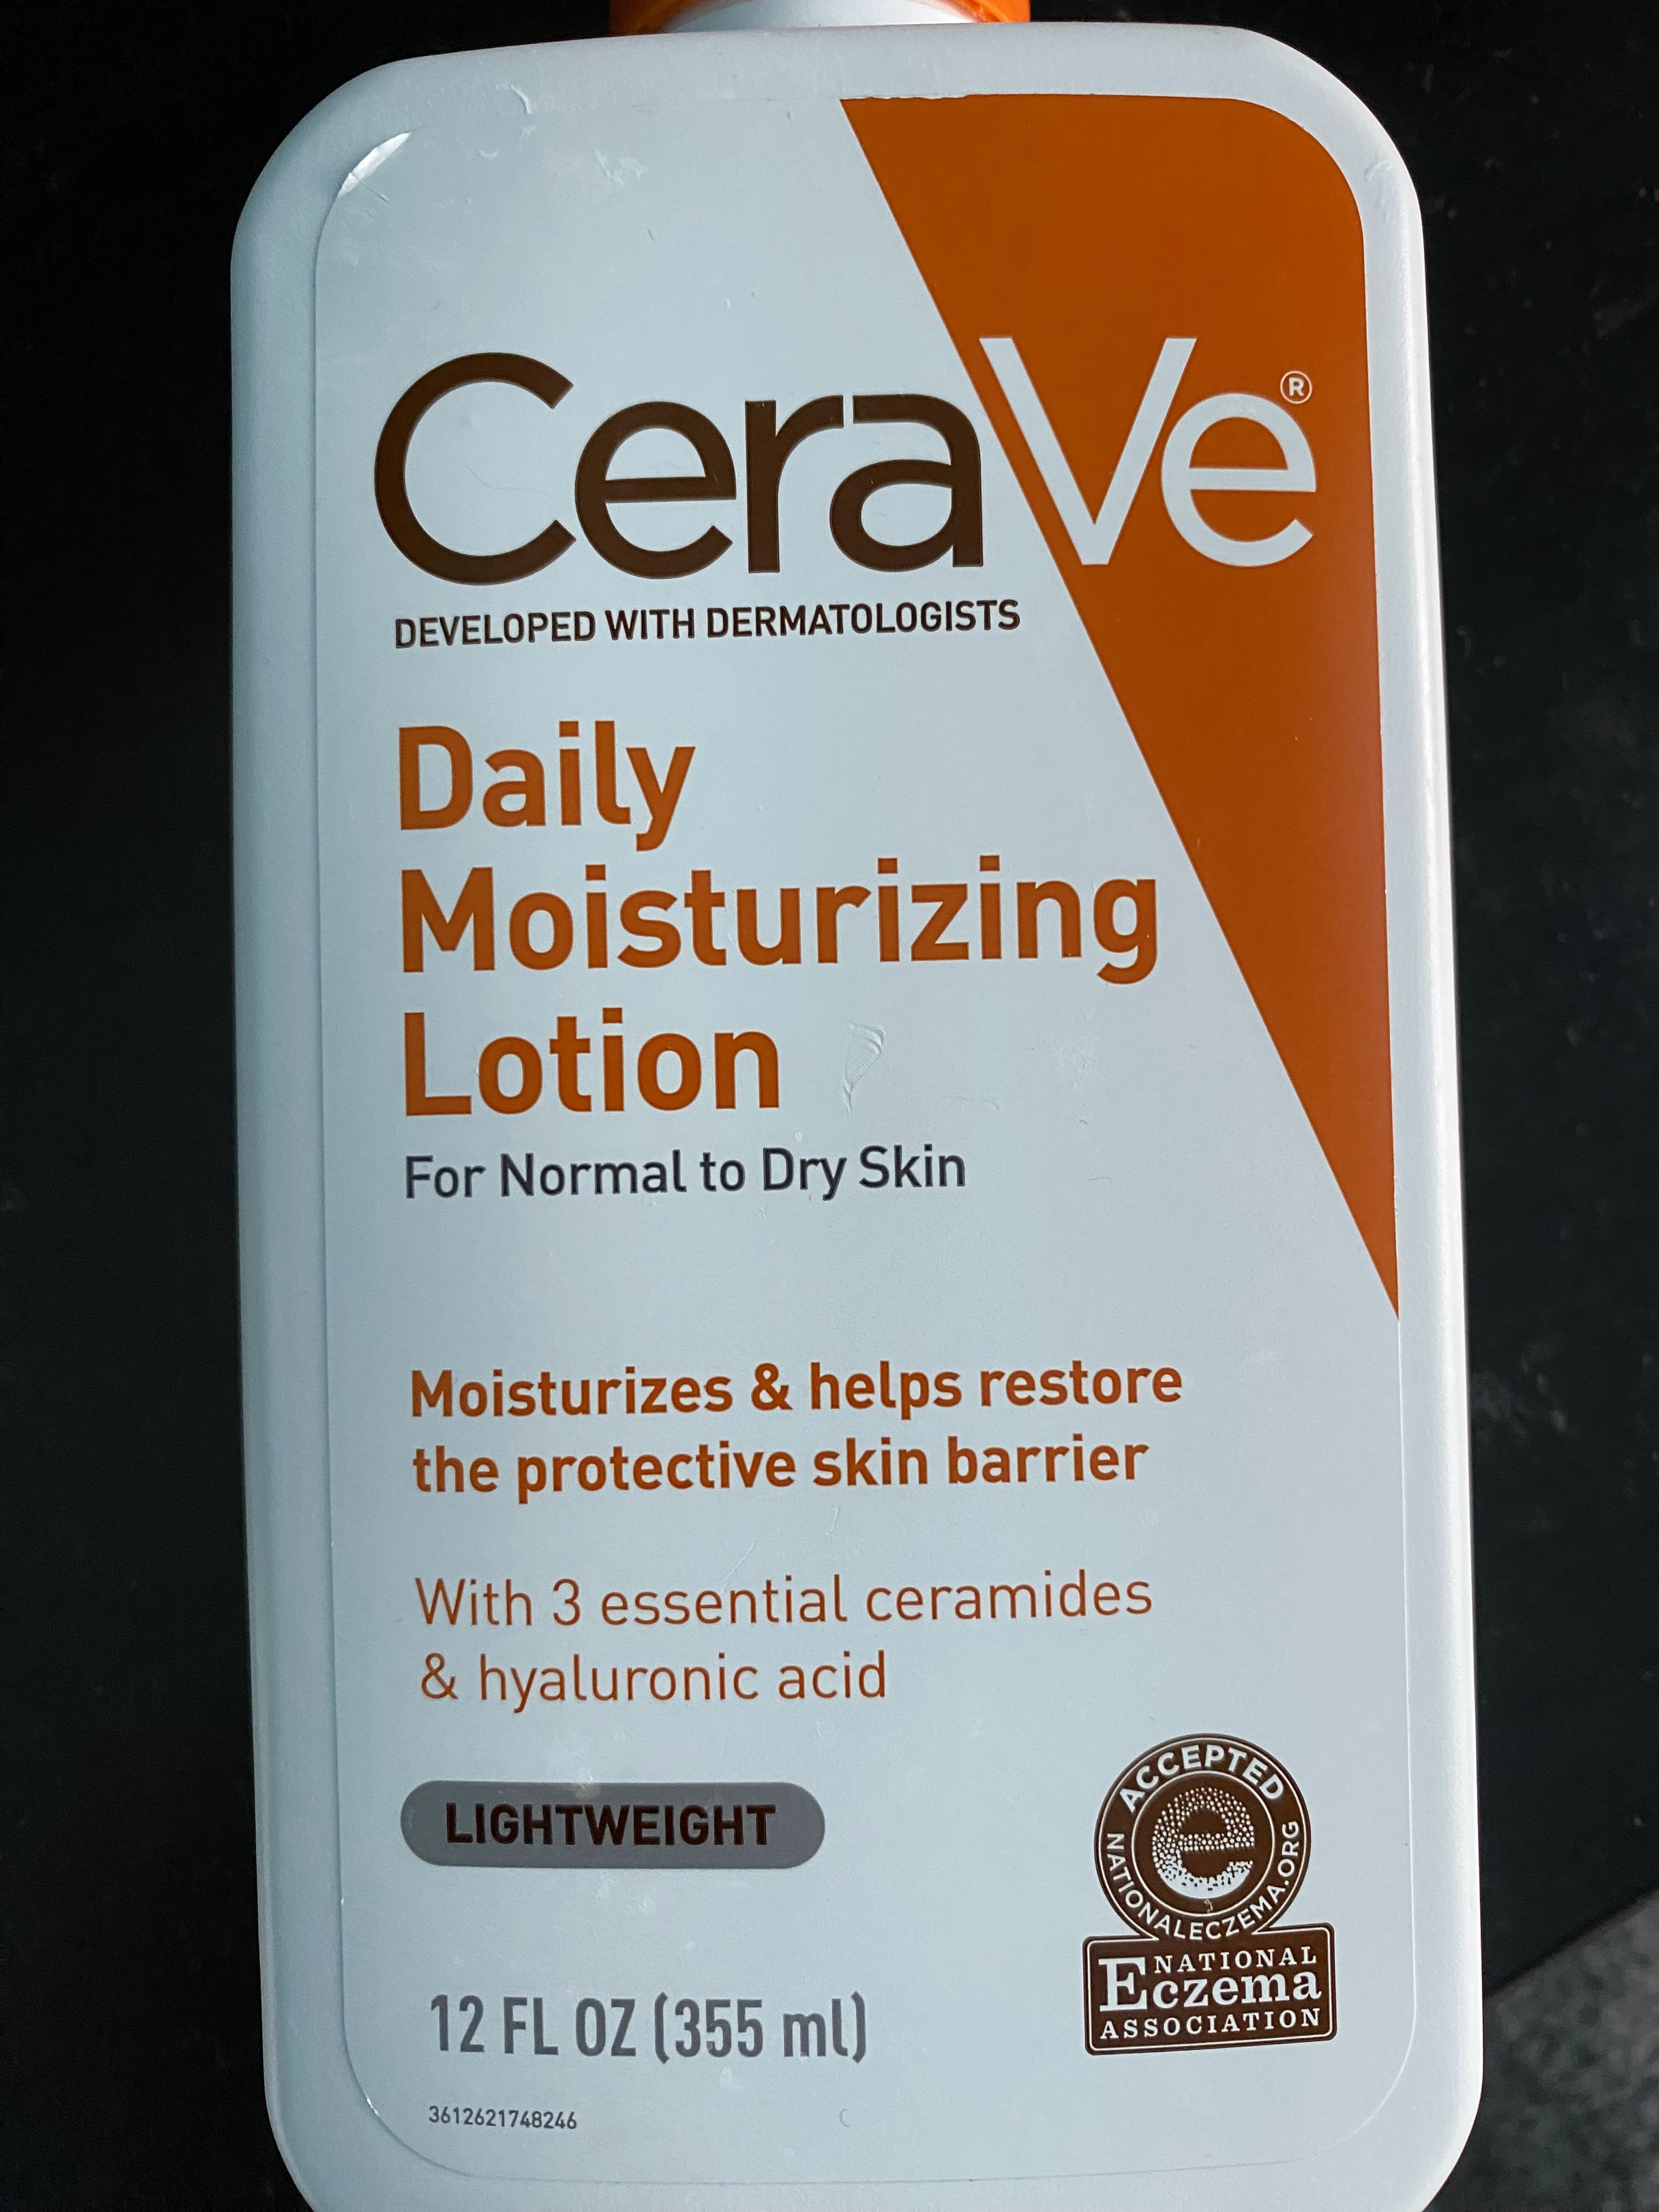 CeraVe®
DEVELOPED WITH DERMATOLOGISTS
Daily
Moisturizing
Lotion
For Normal to Dry Skin
Moisturizes & helps restore
the protective skin barrier
With 3 essential ceramides
& hyaluronic acid
LIGHTWEIGHT
ACCEPTED
e
NATIONALECZEMA.ORG
NATIONAL
Eczema
ASSOCIATION
12 FL OZ (355 ml)
3612621748246